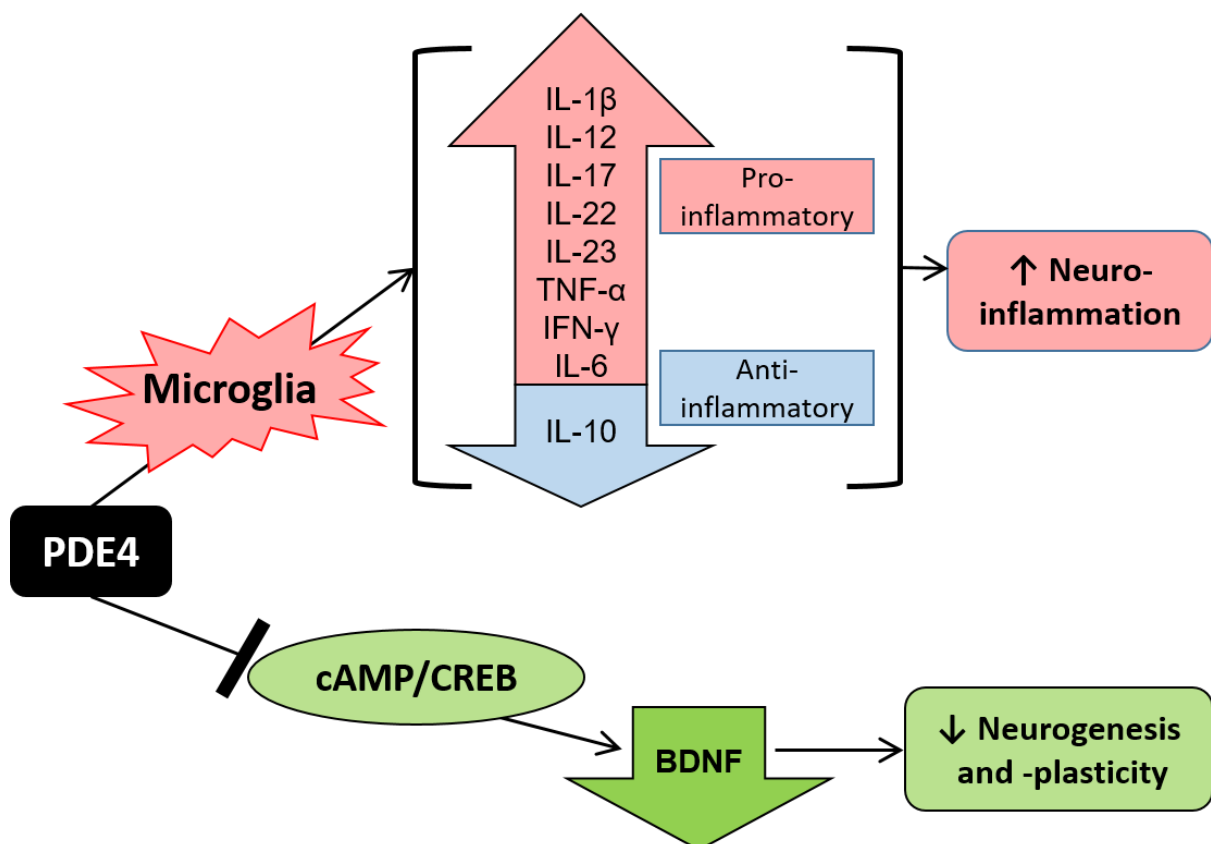 IL-1β
IL-12
IL-17
IL-22
IL-23
TNF-α
IFN-γ
IL-6
IL-10
Pro-
inflammatory
Anti-
inflammatory
↑ Neuro-
inflammation
Microglia
PDE4
cAMP/CREB
BDNF
↓ Neurogenesis
and -plasticity